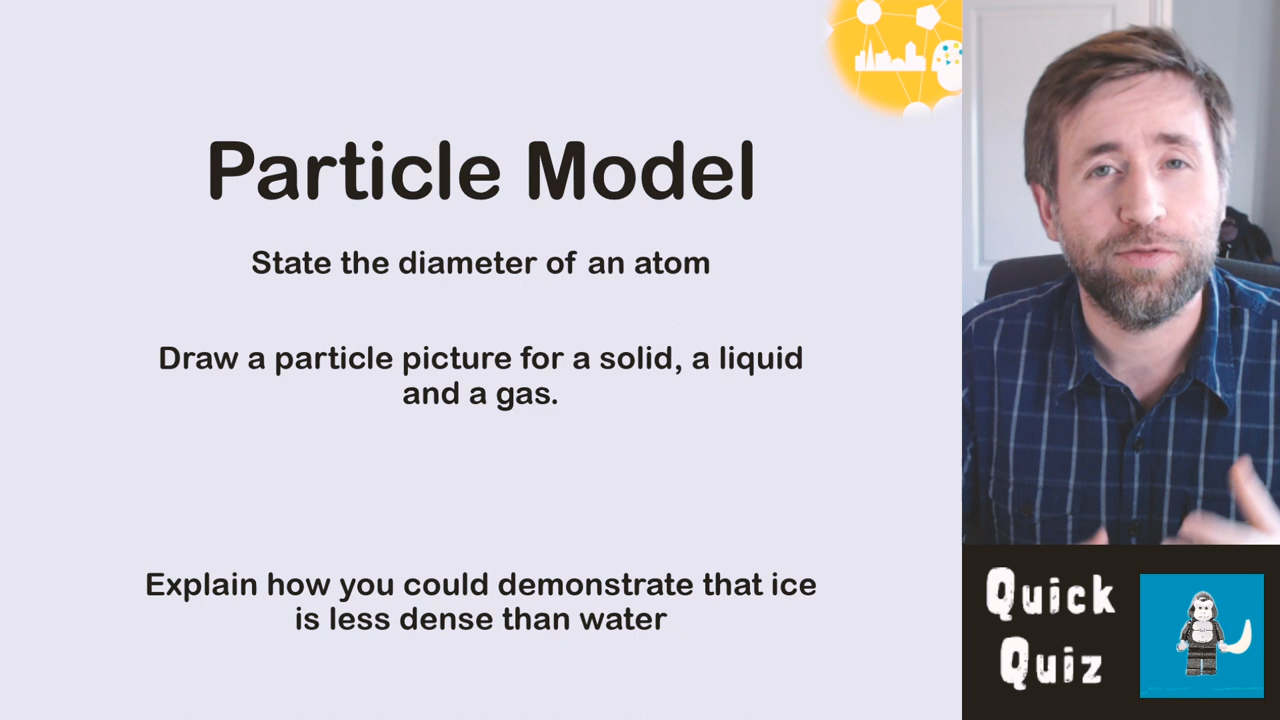 Particle Model
State the diameter of an atom
Draw a particle picture for a solid, a liquid
and a gas.
Explain how you could demonstrate that ice
is less dense than water
Quick
Quiz